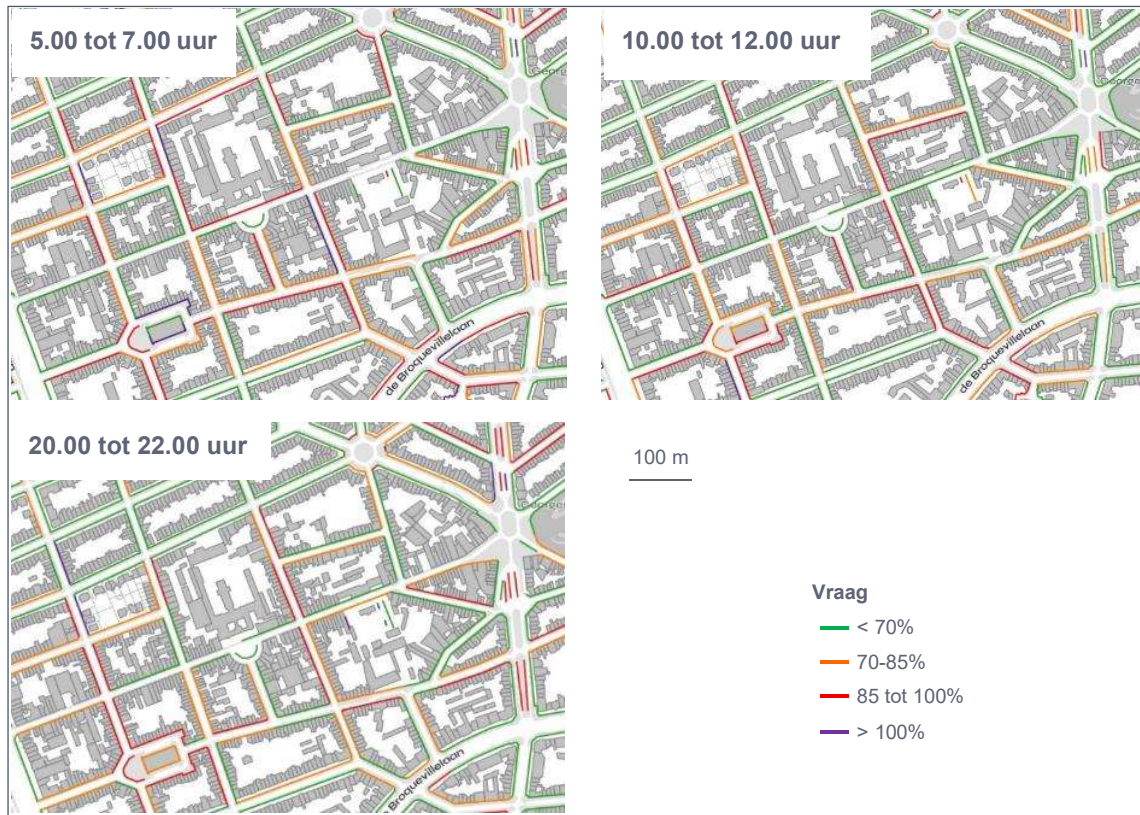 5.00 tot 7.00 uur
10.00 tot 12.00 uur
de Broquevillelaan
de Broquevillelaan
20.00 tot 22.00 uur
100 m
Broquevillelaan
Vraag
< 70%
70-85%
85 tot 100%
> 100%